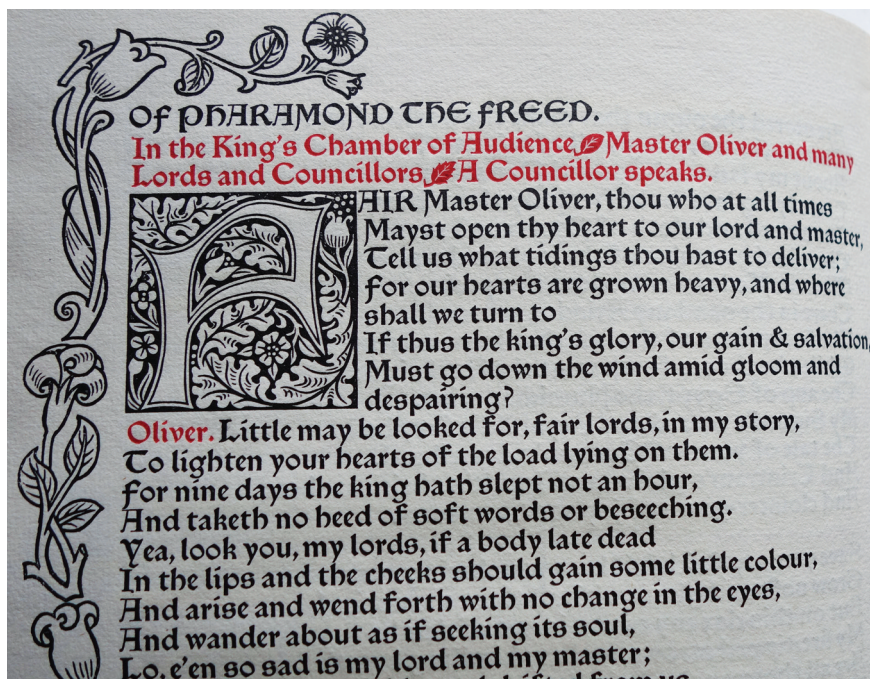 OF PHARAMOND THE FREED.
In the King's Chamber of Audience Master Oliver and many
Lords and Councillors A Councillor speaks.
FAIR Master Oliver, thou who at all times
Mayst open thy heart to our lord and master,
Tell us what tidings thou hast to deliver;
For our hearts are grown heavy, and where
shall we turn to
If thus the king's glory, our gain & salvation,
Must go down the wind amid gloom and
despairing?
Oliver. Little may be looked for, fair lords, in my story,
To lighten your hearts of the load lying on them.
For nine days the king hath slept not an hour,
And taketh no heed of soft words or beseeching.
Yea, look you, my lords, if a body late dead
In the lips and the cheeks should gain some little colour,
And arise and wend forth with no change in the eyes,
And wander about as if seeking its soul,
Lo, e'en so sad is my lord and my master;
drifted from us